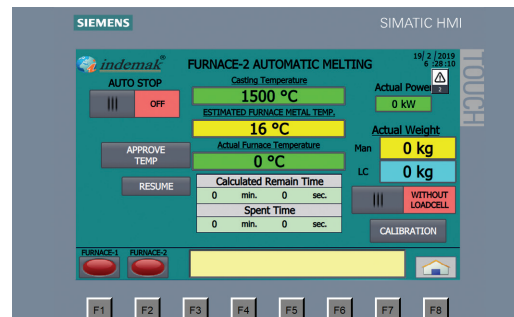 SIEMENS
SIMATIC HMI
TOUCH
indemak®
FURNACE-2 AUTOMATIC MELTING
19/ 2 /2019
6 :28:10
AUTO STOP
OFF
Casting Temperature
1500 °C
ESTIMATED FURNACE METAL TEMP.
16 °C
Actual Furnace Temperature
0 °C
Actual Power
2
0 kW
Actual Weight
Man
0 kg
LC
0 kg
APPROVE
TEMP
RESUME
Calculated Remain Time
0 min. 0 sec.
Spent Time
0 min. 0 sec.
WITHOUT
LOADCELL
CALIBRATION
FURNACE-1
FURNACE-2
F1 F2 F3 F4 F5 F6 F7 F8